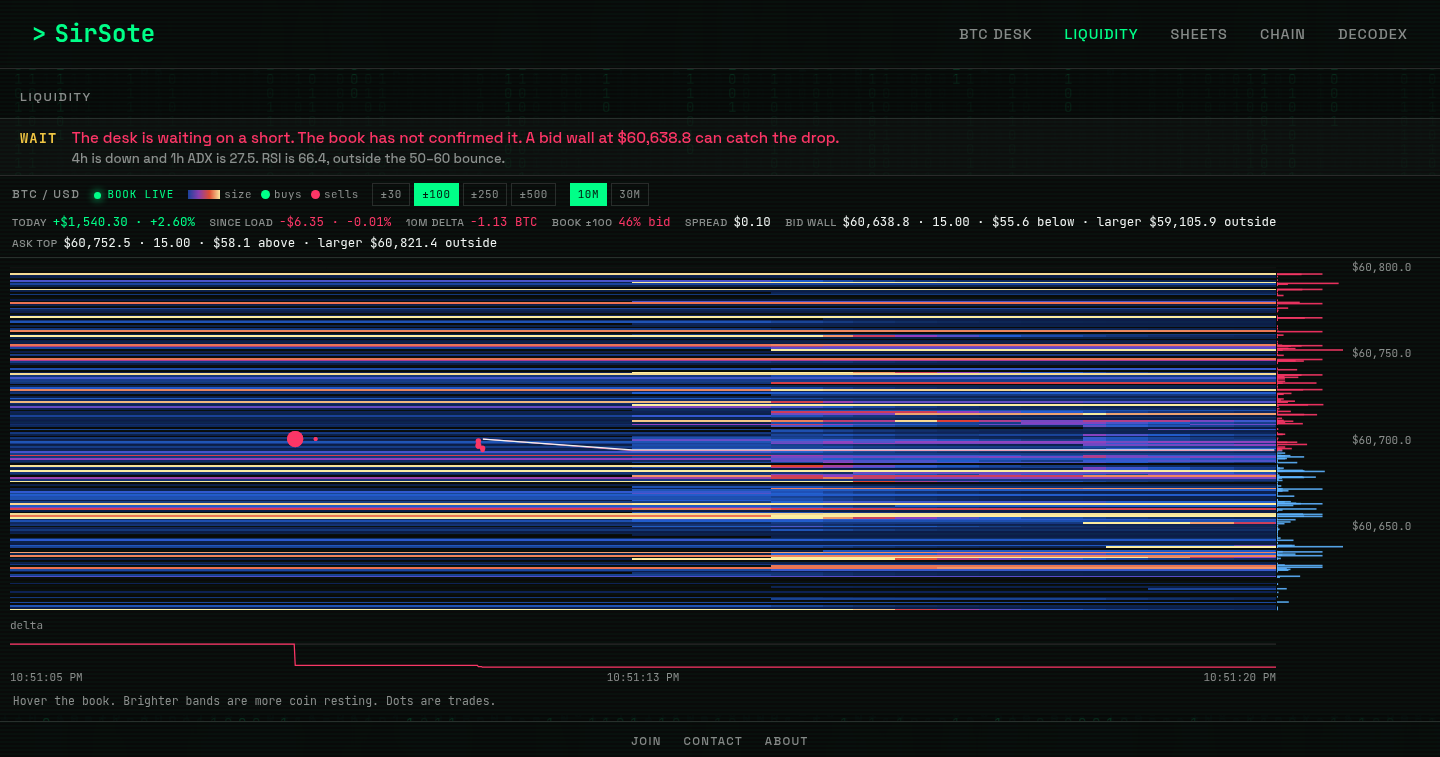 > SirSote
BTC DESK LIQUIDITY SHEETS CHAIN DECODEX
LIQUIDITY
WAIT The desk is waiting on a short. The book has not confirmed it. A bid wall at $60,638.8 can catch the drop.
4h is down and 1h ADX is 27.5. RSI is 66.4, outside the 50–60 bounce.
BTC / USD BOOK LIVE size buys sells ±30 ±100 ±250 ±500 10M 30M
TODAY +$1,540.30 · +2.60% SINCE LOAD -$6.35 · -0.01% 10M DELTA -1.13 BTC BOOK ±100 46% bid SPREAD $0.10 BID WALL $60,638.8 · 15.00 · $55.6 below · larger $59,105.9 outside
ASK TOP $60,752.5 · 15.00 · $58.1 above · larger $60,821.4 outside
$60,800.0
$60,750.0
$60,700.0
$60,650.0
delta
10:51:05 PM 10:51:13 PM 10:51:20 PM
Hover the book. Brighter bands are more coin resting. Dots are trades.
JOIN CONTACT ABOUT